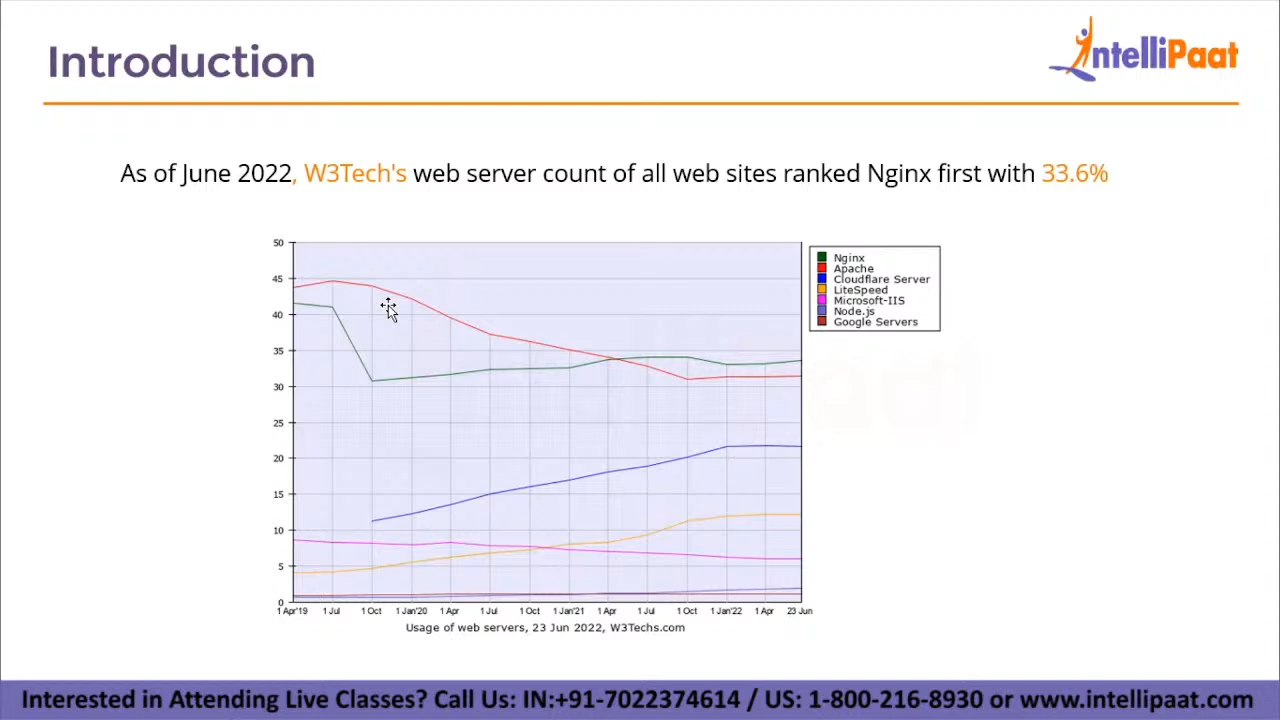 Introduction
IntelliPaat
As of June 2022, W3Tech's web server count of all web sites ranked Nginx first with 33.6%
50
45
40
35
30
25
20
15
10
5
0
Nginx
Apache
Cloudflare Server
LiteSpeed
Microsoft-IIS
Node.js
Google Servers
1 Apr'19 1 Jul 1 Oct 1 Jan'20 1 Apr 1 Jul 1 Oct 1 Jan'21 1 Apr 1 Jul 1 Oct 1 Jan'22 1 Apr 23 Jun
Usage of web servers, 23 Jun 2022, W3Techs.com
Interested in Attending Live Classes? Call Us: IN:+91-7022374614 / US: 1-800-216-8930 or www.intellipaat.com